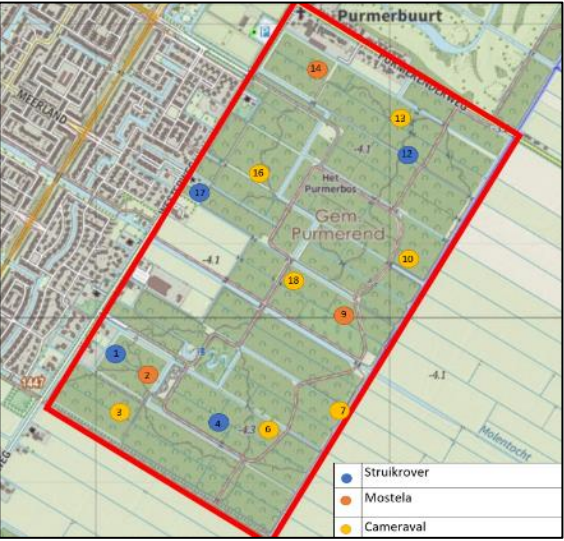 Purmerbuurt
PURMERENDERWEG
MEERLAND
14
13
-4.1
12
16
Het
Purmerbos
17
Gem
Purmerend
10
-4.1
18
9
1
2
-4.1
1447
3
7
4
-4.3
6
Molentocht
Struikrover
Mostela
Cameraval